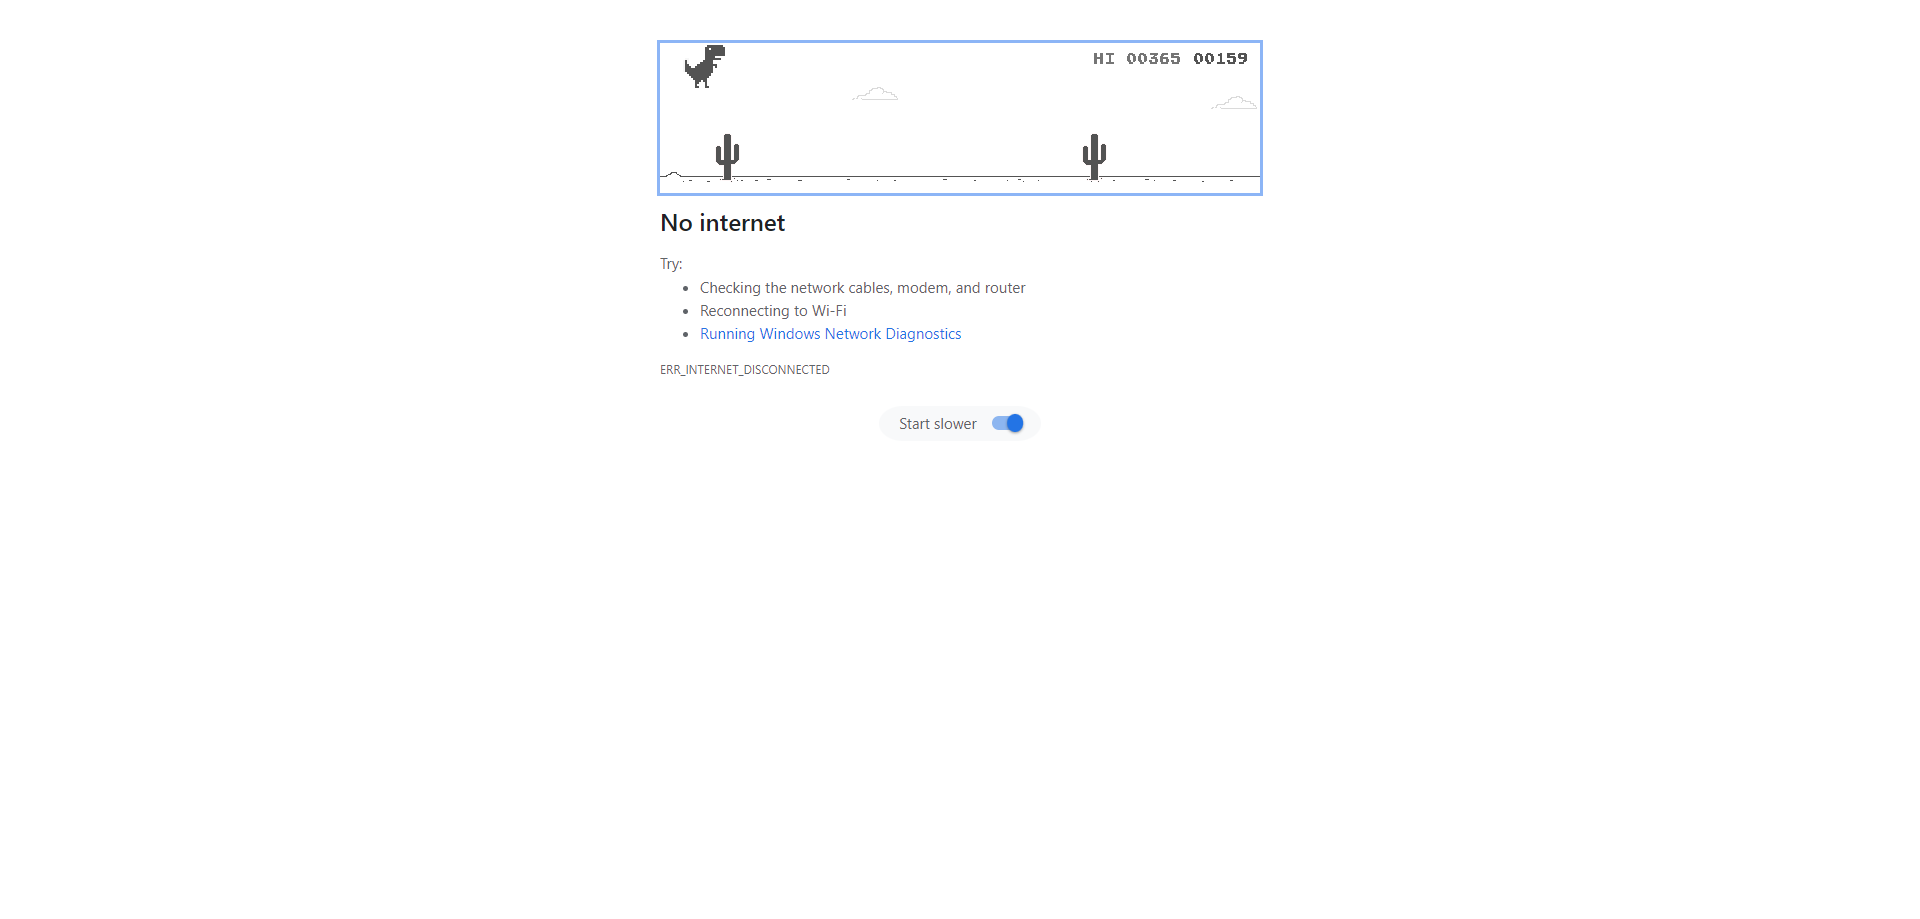 HI 00365 00159
No internet
Try:
Checking the network cables, modem, and router
Reconnecting to Wi-Fi
Running Windows Network Diagnostics
ERR_INTERNET_DISCONNECTED
Start slower